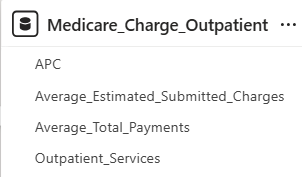 Medicare_Charge_Outpatient ...
APC
Average_Estimated_Submitted_Charges
Average_Total_Payments
Outpatient_Services